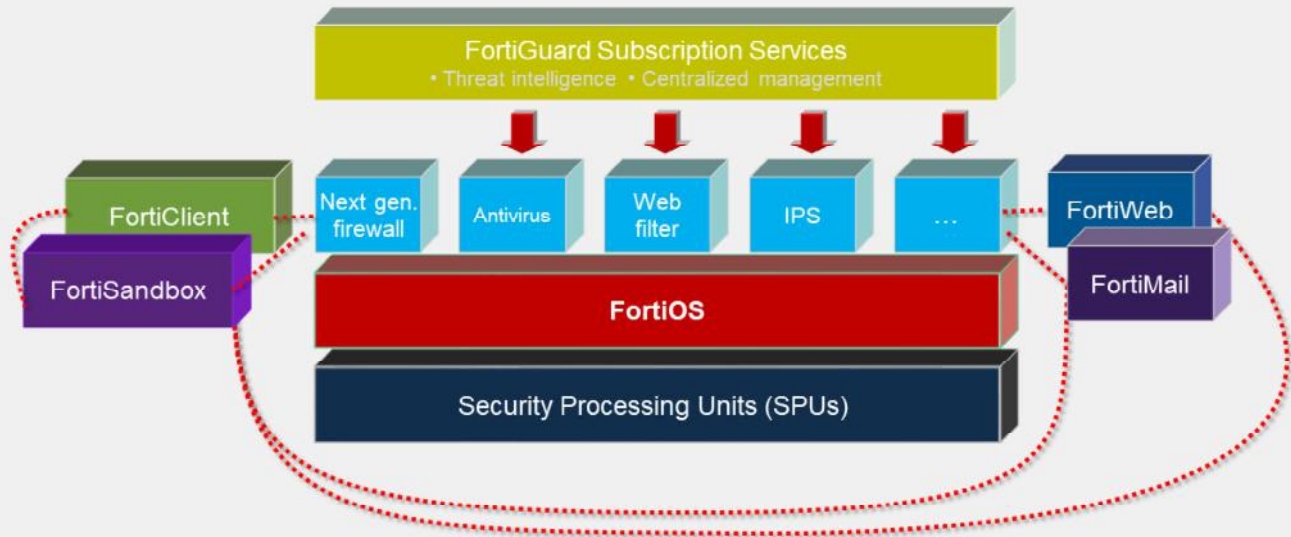 FortiGuard Subscription Services
• Threat intelligence • Centralized management
FortiClient
FortiSandbox
Next gen.
firewall
Antivirus
Web
filter
IPS
...
FortiWeb
FortiMail
FortiOS
Security Processing Units (SPUs)